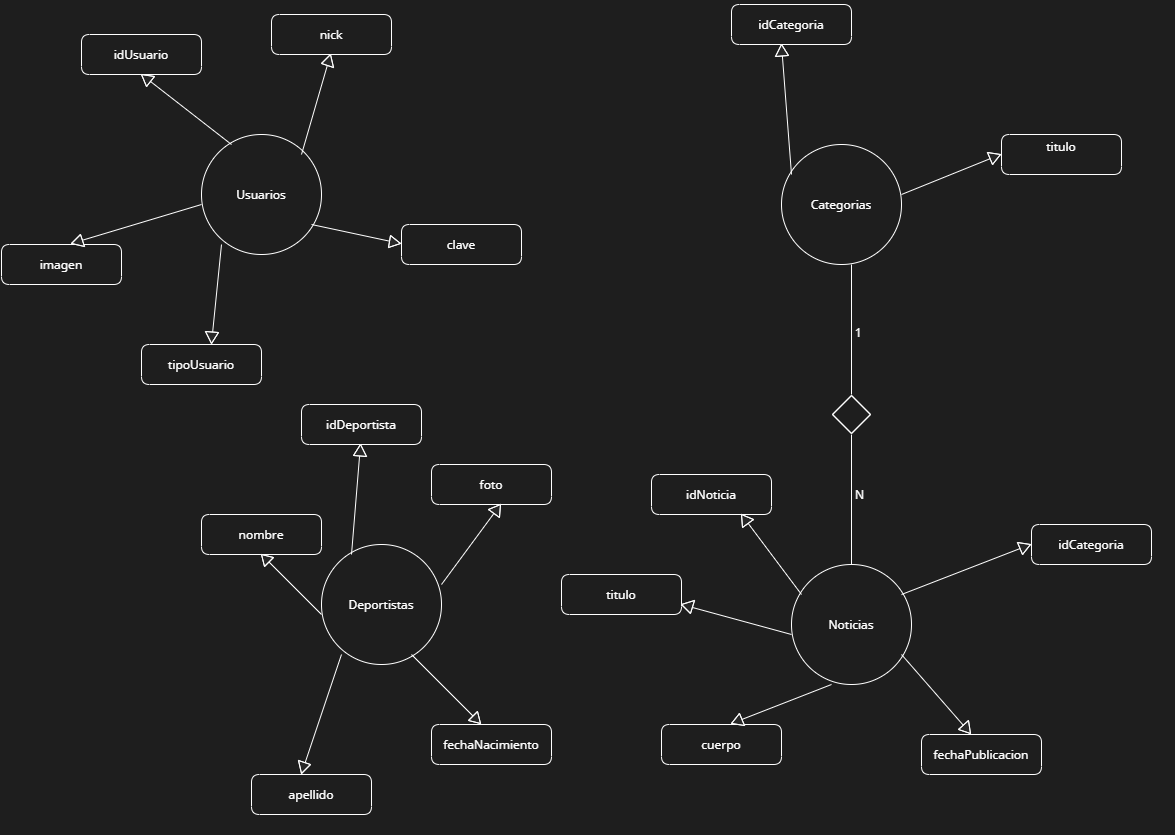 idCategoria
nick
idUsuario
titulo
Usuarios
Categorias
clave
imagen
1
tipoUsuario
idDeportista
foto
idNoticia
N
nombre
idCategoria
titulo
Deportistas
Noticias
fechaNacimiento
cuerpo
fechaPublicacion
apellido